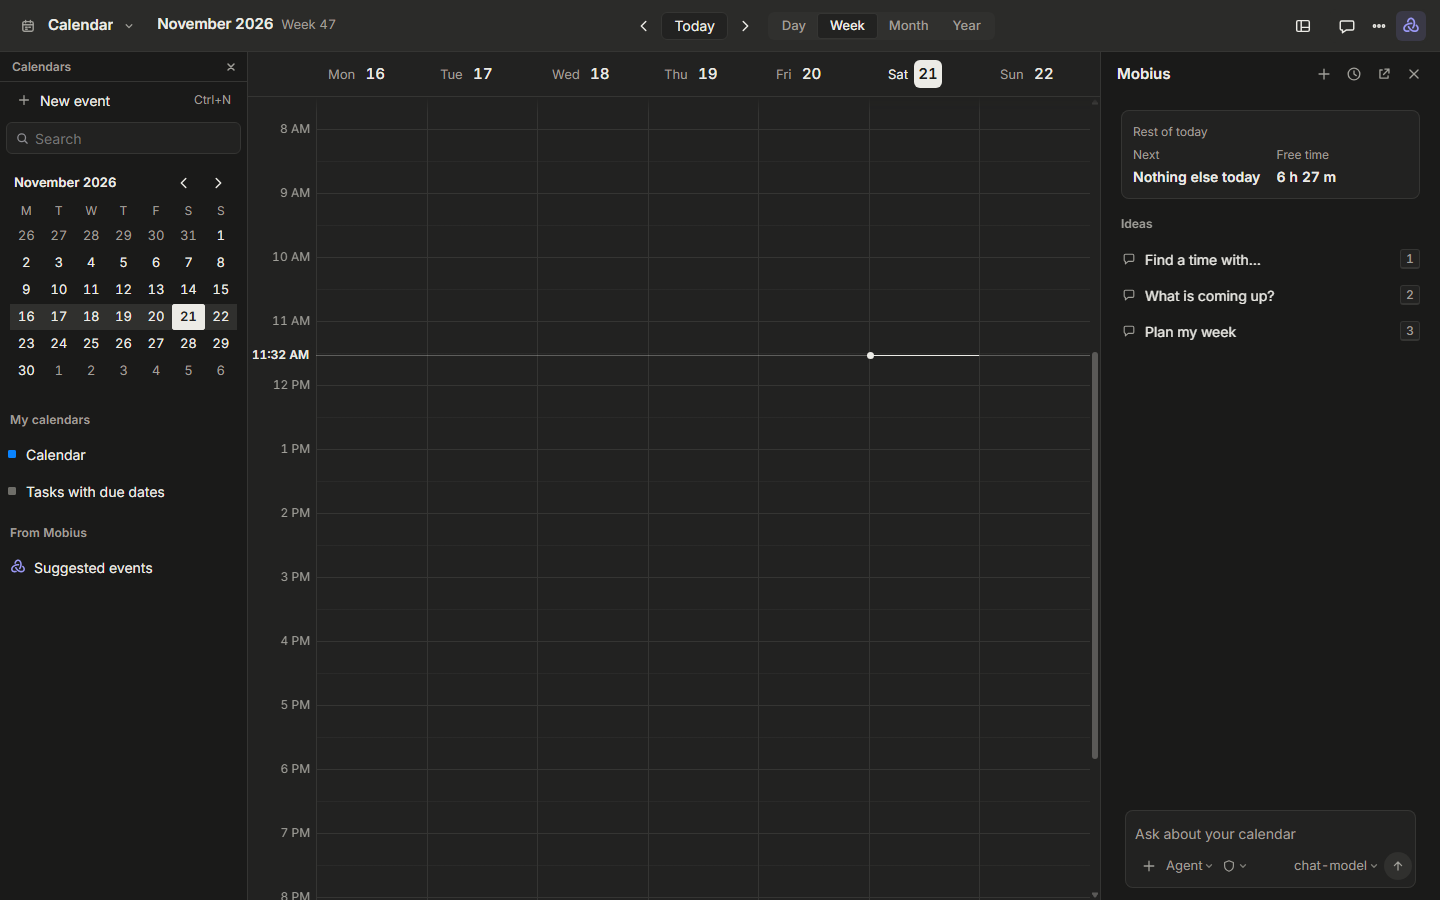 Calendar
November 2026 Week 47
Today
Day Week Month Year
Calendars
New event Ctrl+N
Search
November 2026
M T W T F S S
26 27 28 29 30 31 1
2 3 4 5 6 7 8
9 10 11 12 13 14 15
16 17 18 19 20 21 22
23 24 25 26 27 28 29
30 1 2 3 4 5 6
My calendars
Calendar
Tasks with due dates
From Mobius
Suggested events
Mon 16 Tue 17 Wed 18 Thu 19 Fri 20 Sat 21 Sun 22
8 AM
9 AM
10 AM
11 AM
11:32 AM
12 PM
1 PM
2 PM
3 PM
4 PM
5 PM
6 PM
7 PM
8 PM
Mobius
Rest of today
Next Free time
Nothing else today 6 h 27 m
Ideas
Find a time with... 1
What is coming up? 2
Plan my week 3
Ask about your calendar
Agent chat-model